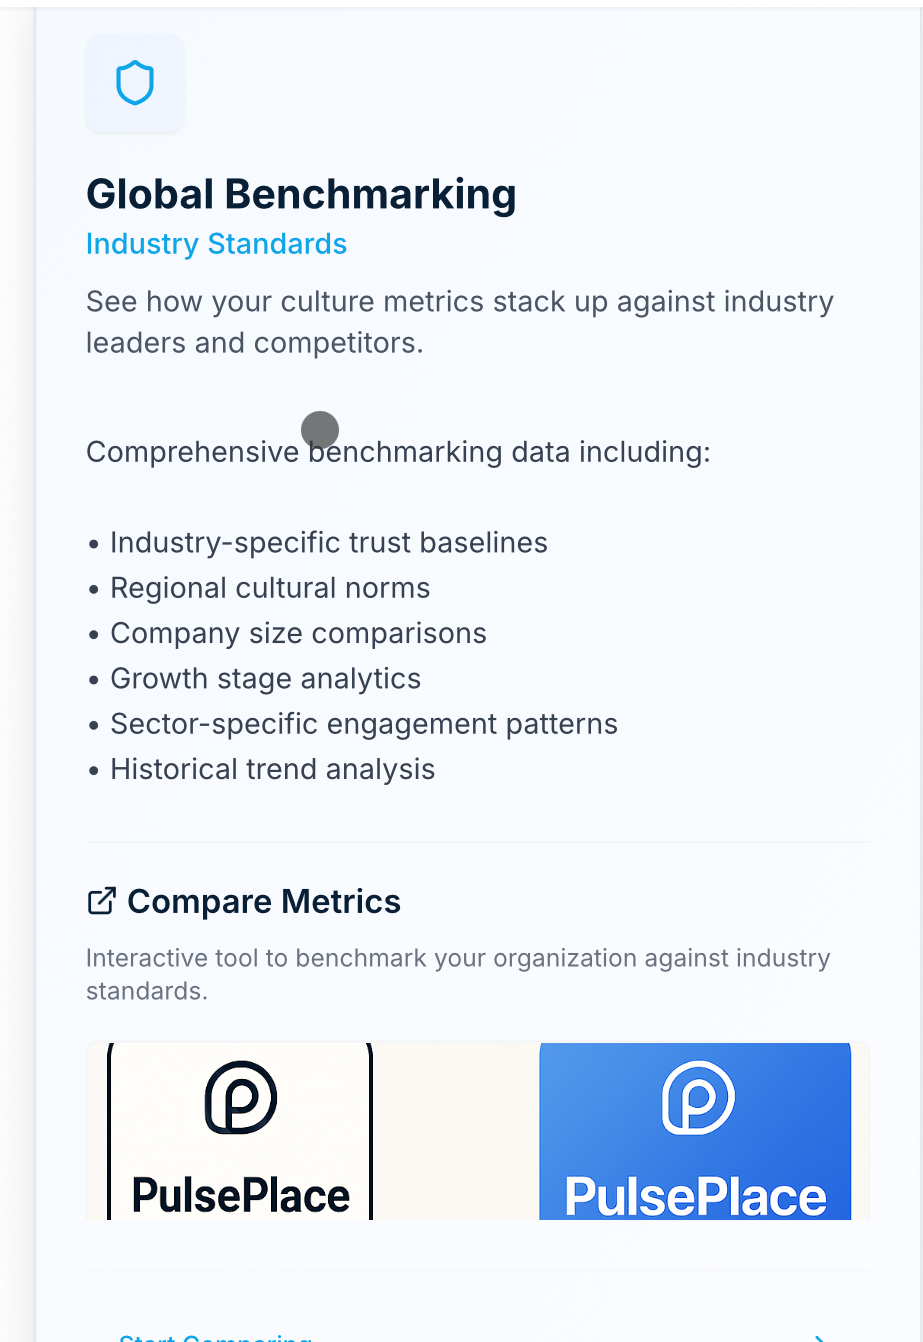 Global Benchmarking
Industry Standards
See how your culture metrics stack up against industry
leaders and competitors.
Comprehensive benchmarking data including:
• Industry-specific trust baselines
• Regional cultural norms
• Company size comparisons
• Growth stage analytics
• Sector-specific engagement patterns
• Historical trend analysis
Compare Metrics
Interactive tool to benchmark your organization against industry
standards.
PulsePlace
PulsePlace
Start Comparing